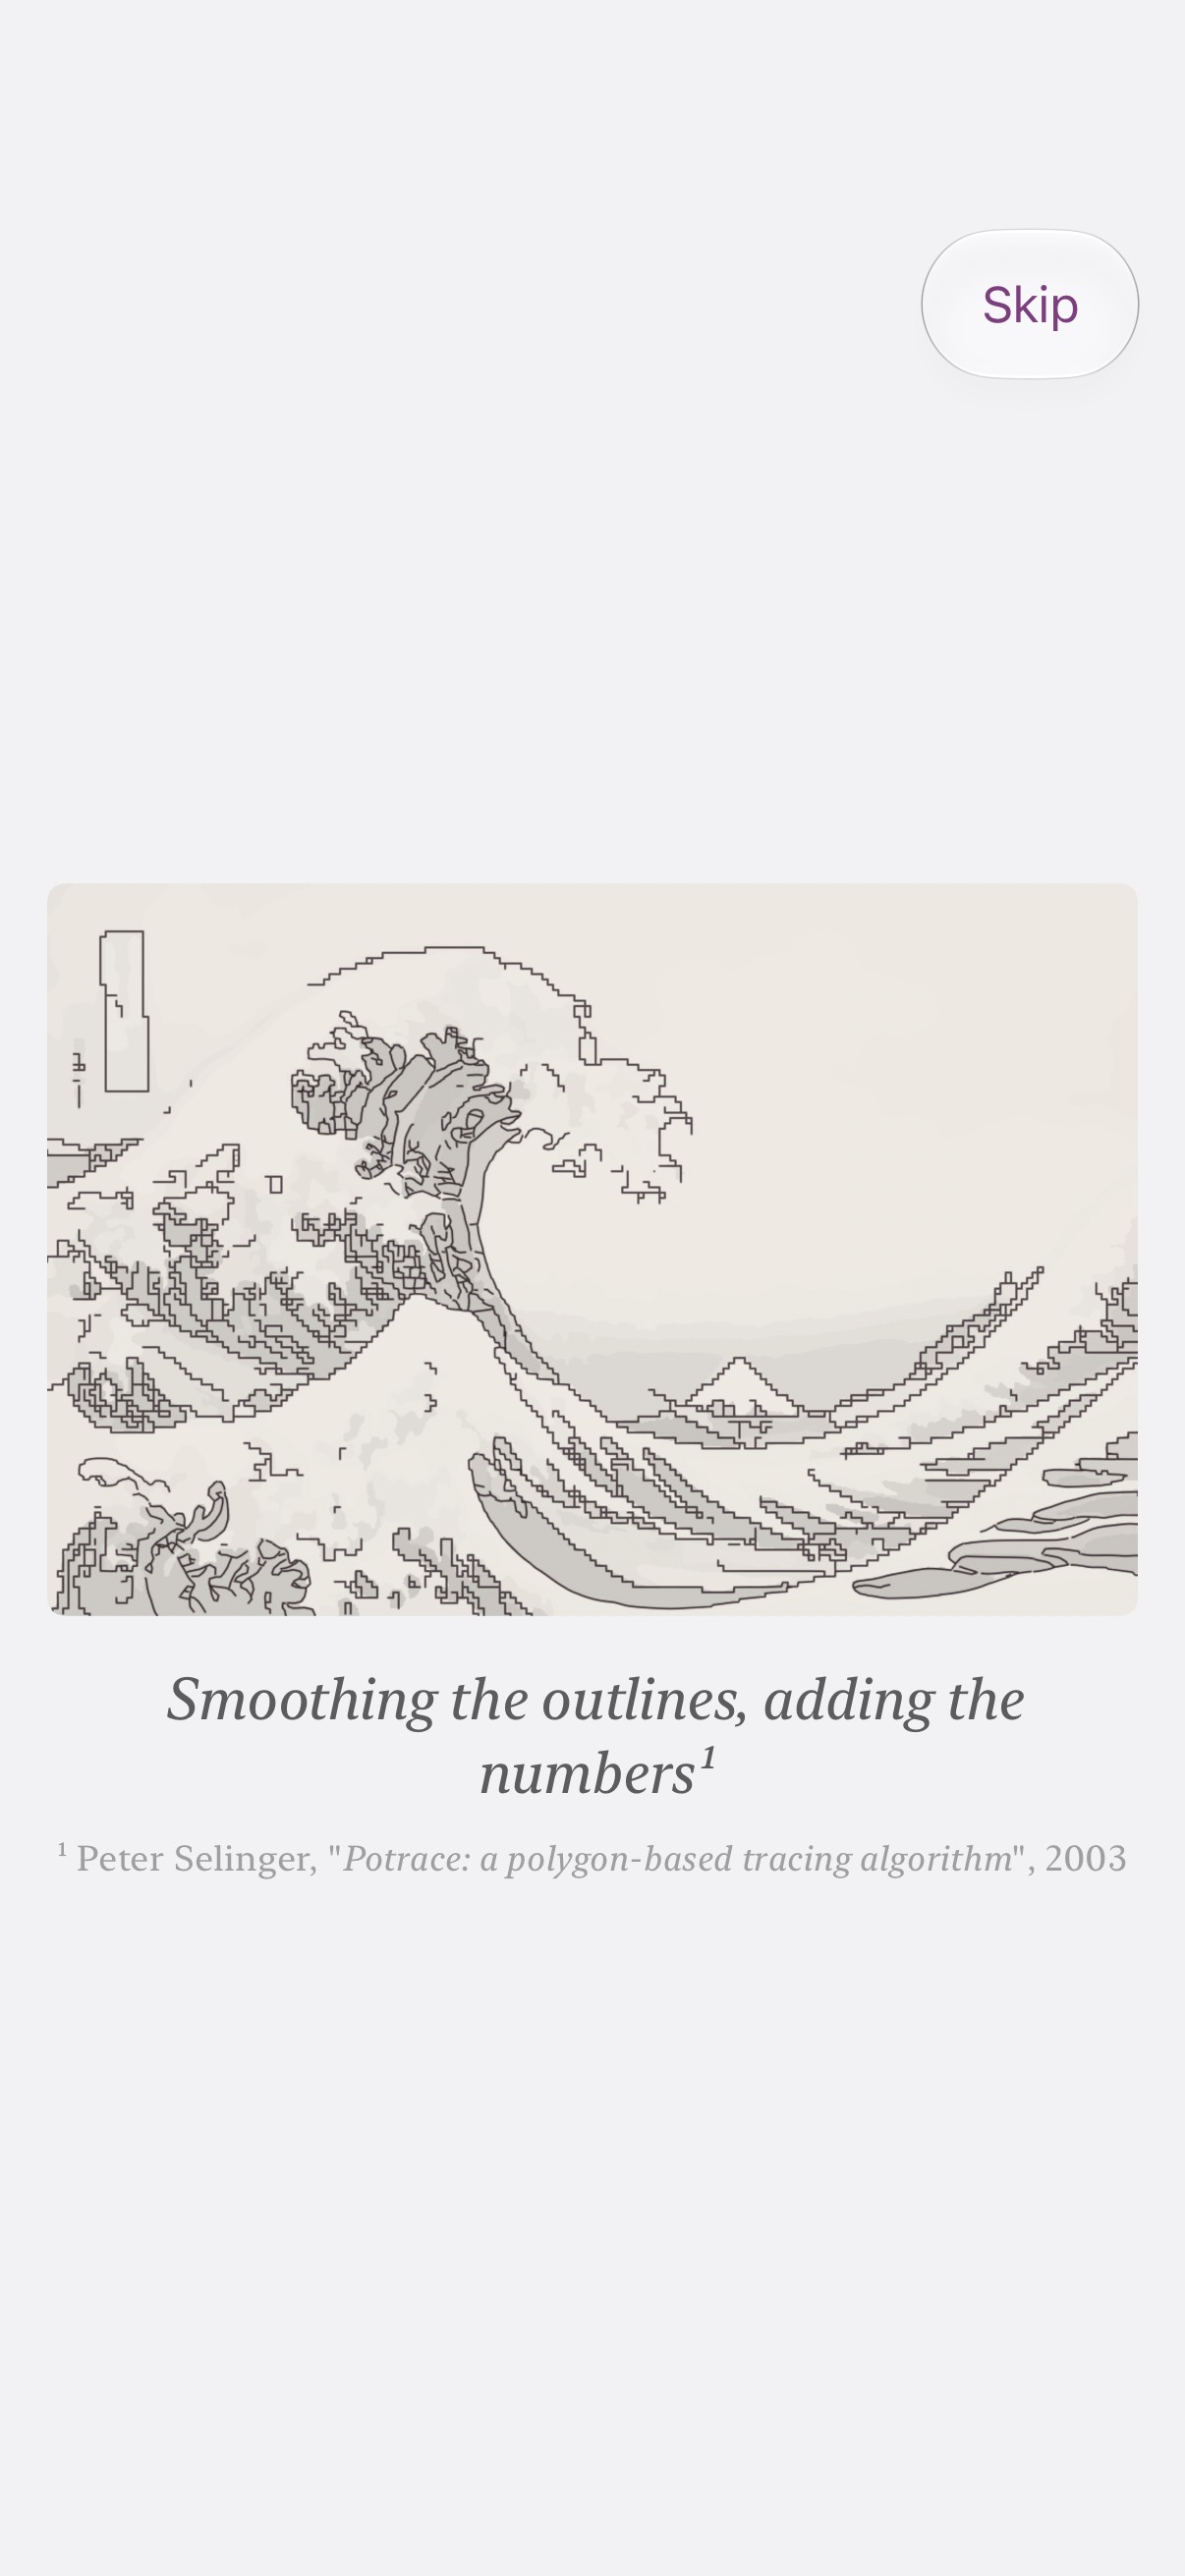 Skip
Smoothing the outlines, adding the
numbers¹
¹ Peter Selinger, "Potrace: a polygon-based tracing algorithm", 2003